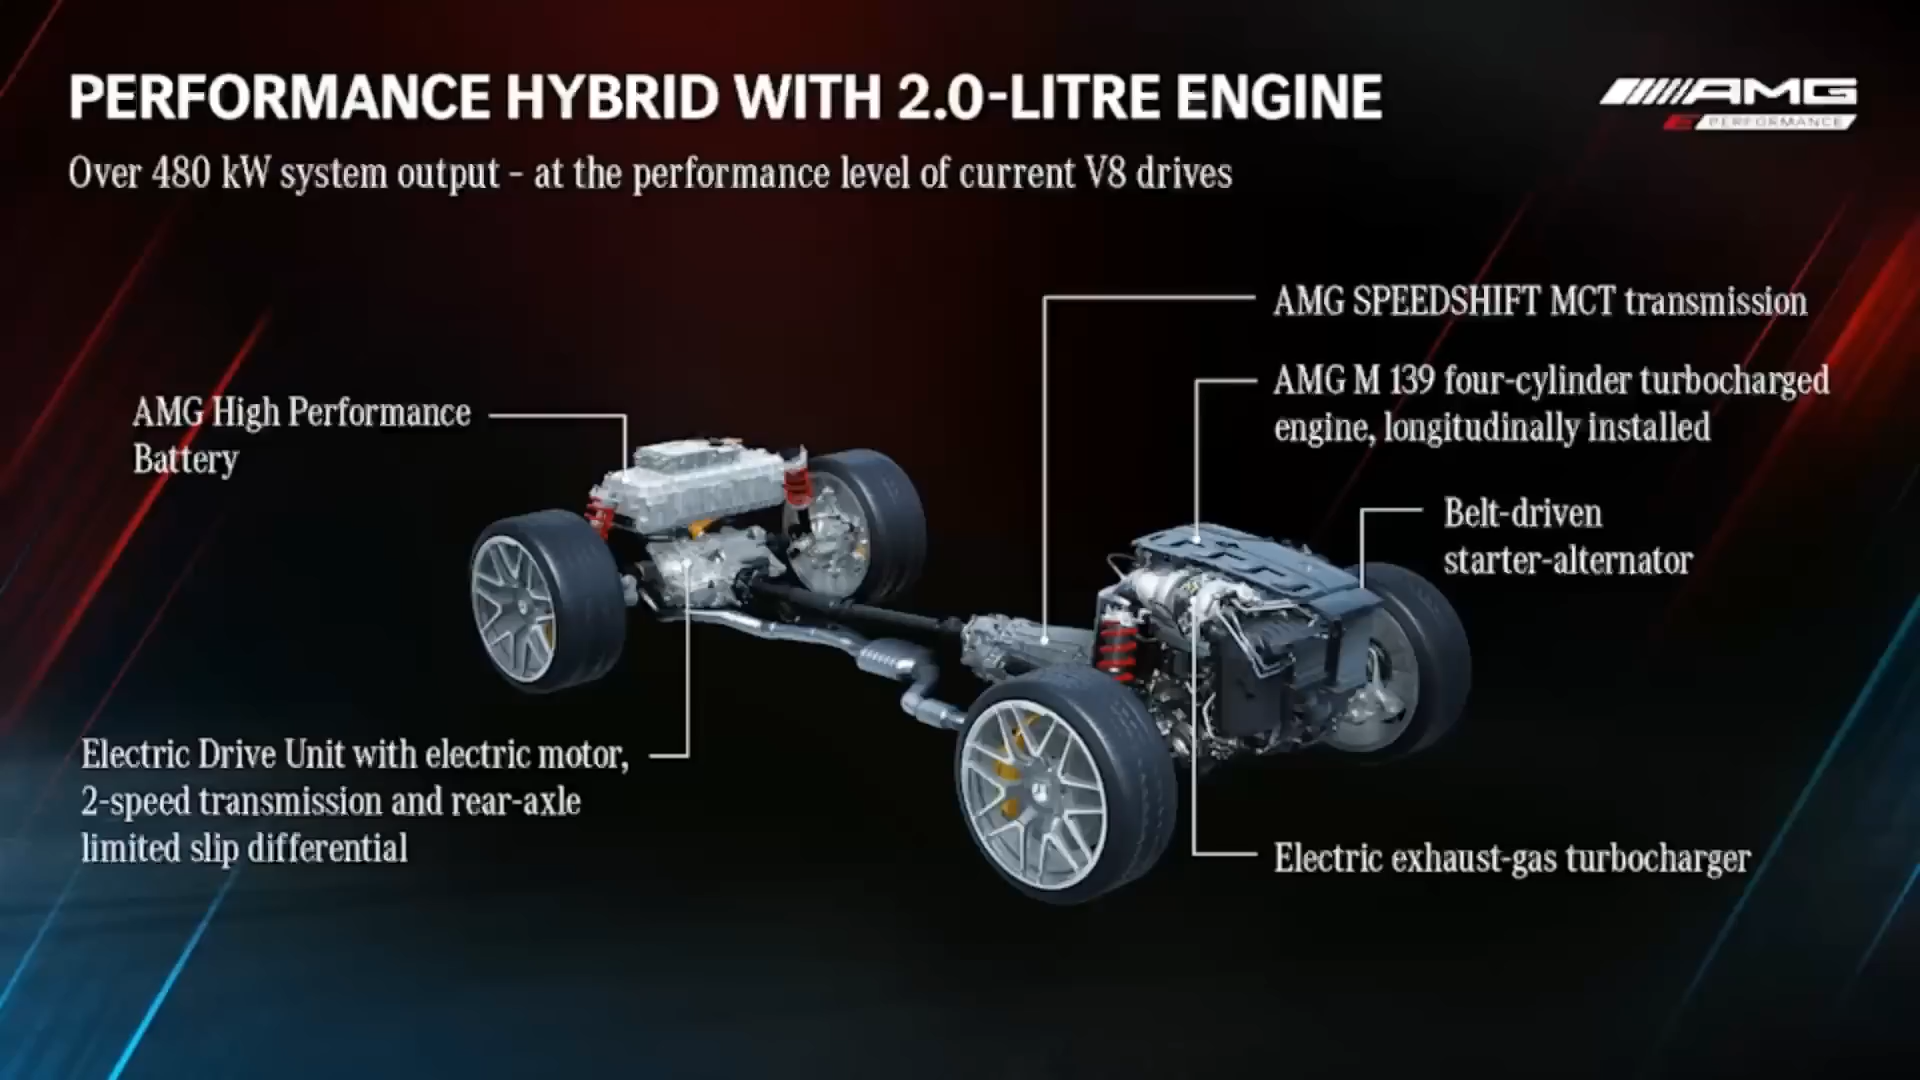 PERFORMANCE HYBRID WITH 2.0-LITRE ENGINE
AMG
E PERFORMANCE
Over 480 kW system output - at the performance level of current V8 drives
AMG SPEEDSHIFT MCT transmission
AMG M 139 four-cylinder turbocharged
engine, longitudinally installed
AMG High Performance
Battery
Belt-driven
starter-alternator
Electric Drive Unit with electric motor,
2-speed transmission and rear-axle
limited slip differential
Electric exhaust-gas turbocharger